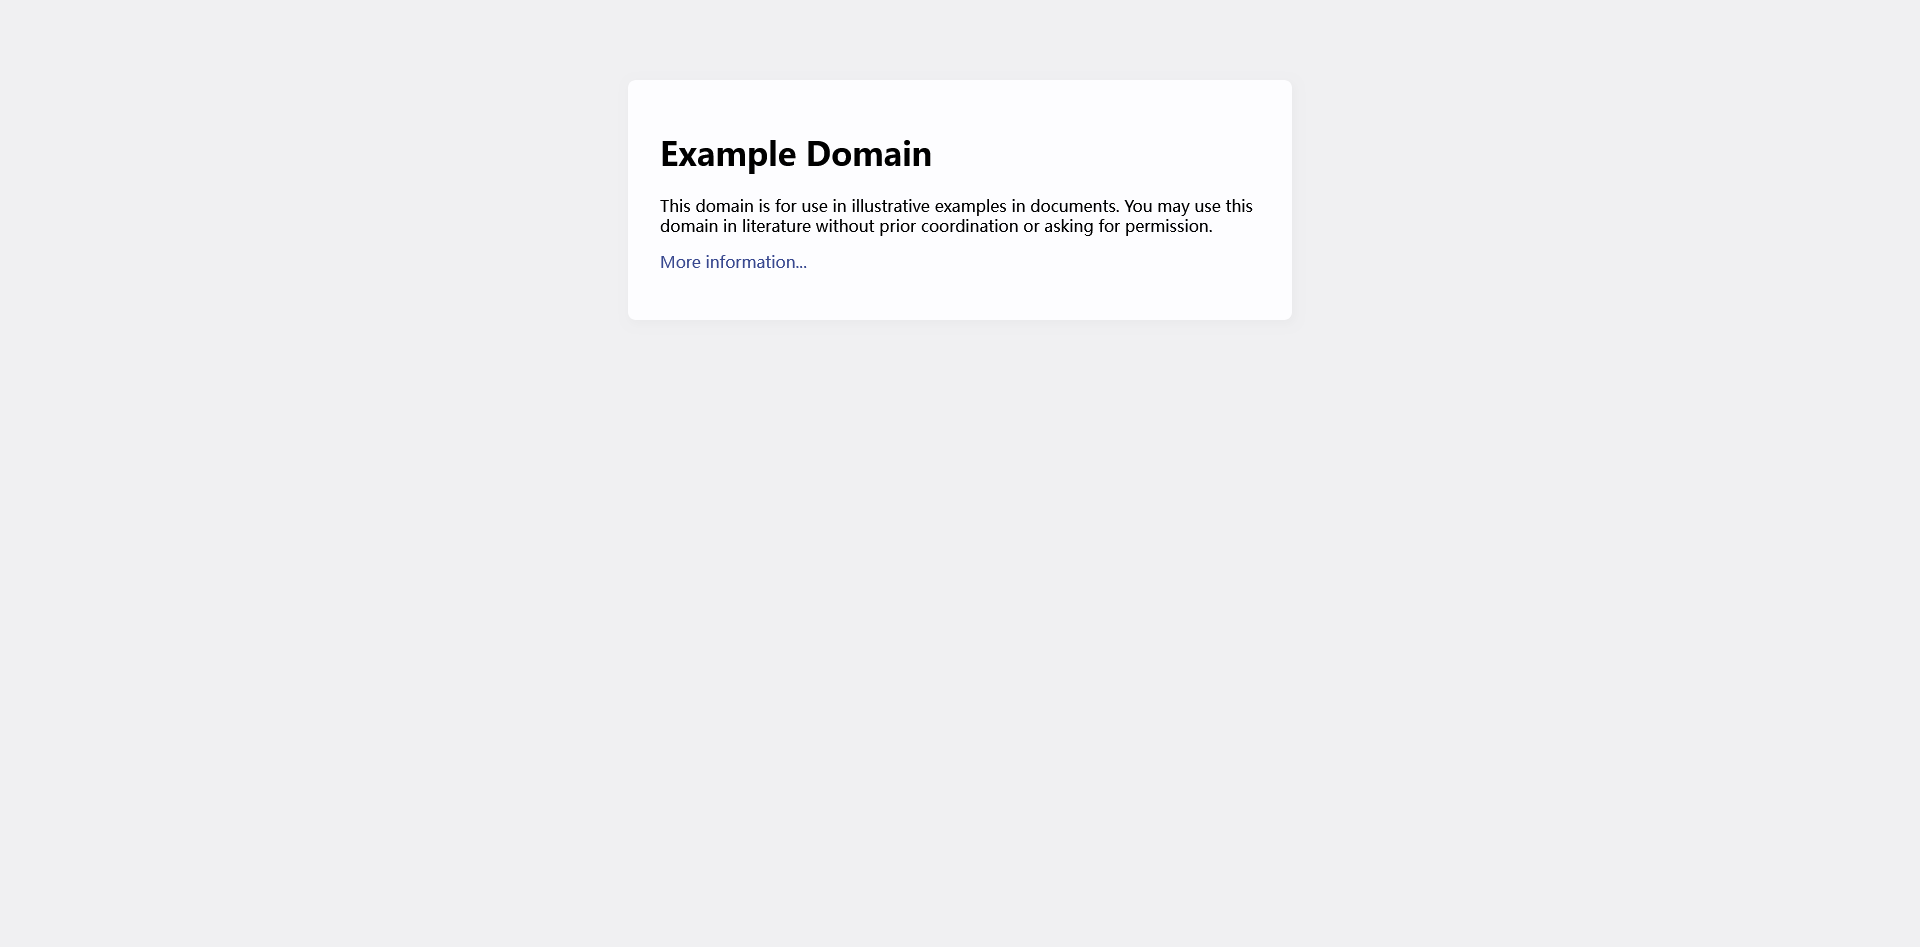 Example Domain
This domain is for use in illustrative examples in documents. You may use this
domain in literature without prior coordination or asking for permission.
More information...